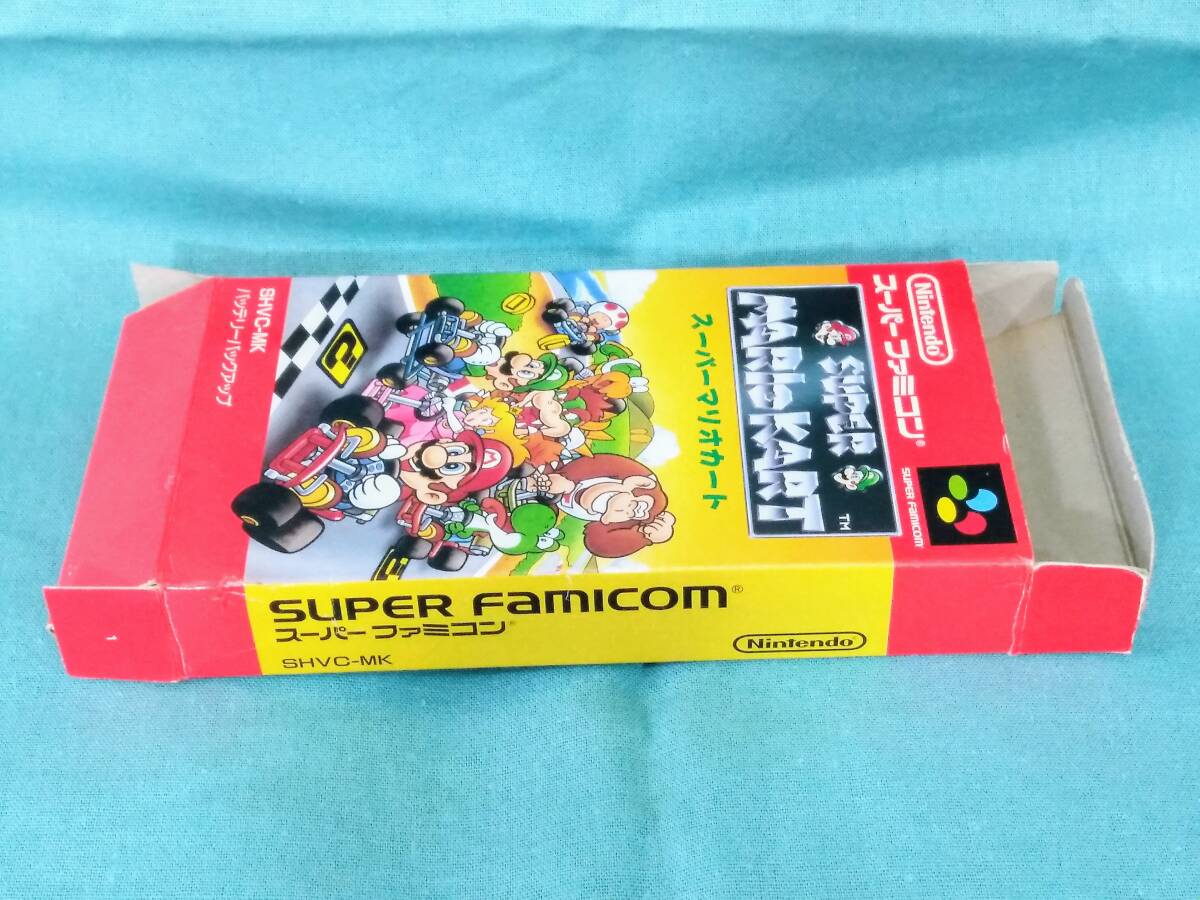 Nintendo®
スーパーファミコン®
SUPER FAMICOM
SUPER
MARIO KART
TM
スーパーマリオカート
SHVC-MK
バッテリーバックアップ
M
SUPER FAMICOM®
スーパーファミコン®
SHVC-MK
Nintendo®
1